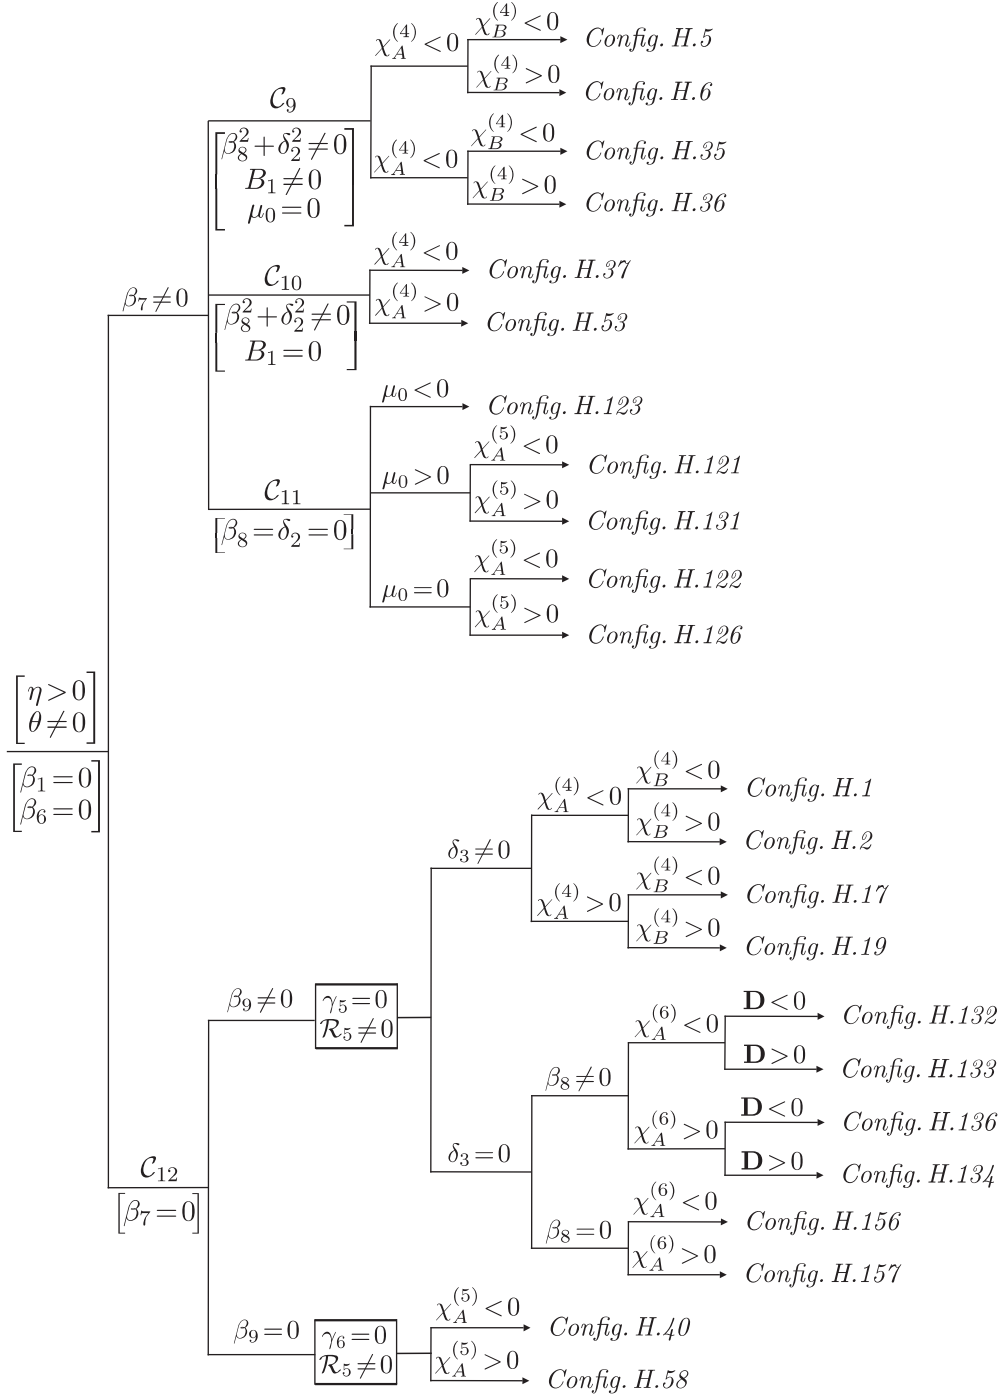 χ_B^(4) < 0
χ_A^(4) < 0
Config. H.5
χ_B^(4) > 0
Config. H.6
C_9
[β_8^2 + δ_2^2 ≠ 0
B_1 ≠ 0
μ_0 = 0]
χ_B^(4) < 0
χ_A^(4) < 0
Config. H.35
χ_B^(4) > 0
Config. H.36
χ_A^(4) < 0
Config. H.37
C_10
χ_A^(4) > 0
Config. H.53
[β_8^2 + δ_2^2 ≠ 0
B_1 = 0]
β_7 ≠ 0
μ_0 < 0
Config. H.123
χ_A^(5) < 0
Config. H.121
μ_0 > 0
χ_A^(5) > 0
Config. H.131
C_11
[β_8 = δ_2 = 0]
χ_A^(5) < 0
Config. H.122
μ_0 = 0
χ_A^(5) > 0
Config. H.126
[η > 0
θ ≠ 0]
[β_1 = 0
β_6 = 0]
χ_B^(4) < 0
χ_A^(4) < 0
Config. H.1
χ_B^(4) > 0
Config. H.2
δ_3 ≠ 0
χ_B^(4) < 0
χ_A^(4) > 0
Config. H.17
χ_B^(4) > 0
Config. H.19
β_9 ≠ 0
γ_5 = 0
R_5 ≠ 0
D < 0
χ_A^(6) < 0
Config. H.132
D > 0
Config. H.133
β_8 ≠ 0
D < 0
χ_A^(6) > 0
Config. H.136
D > 0
Config. H.134
δ_3 = 0
C_12
[β_7 = 0]
χ_A^(6) < 0
Config. H.156
β_8 = 0
χ_A^(6) > 0
Config. H.157
β_9 = 0
γ_6 = 0
R_5 ≠ 0
χ_A^(5) < 0
Config. H.40
χ_A^(5) > 0
Config. H.58